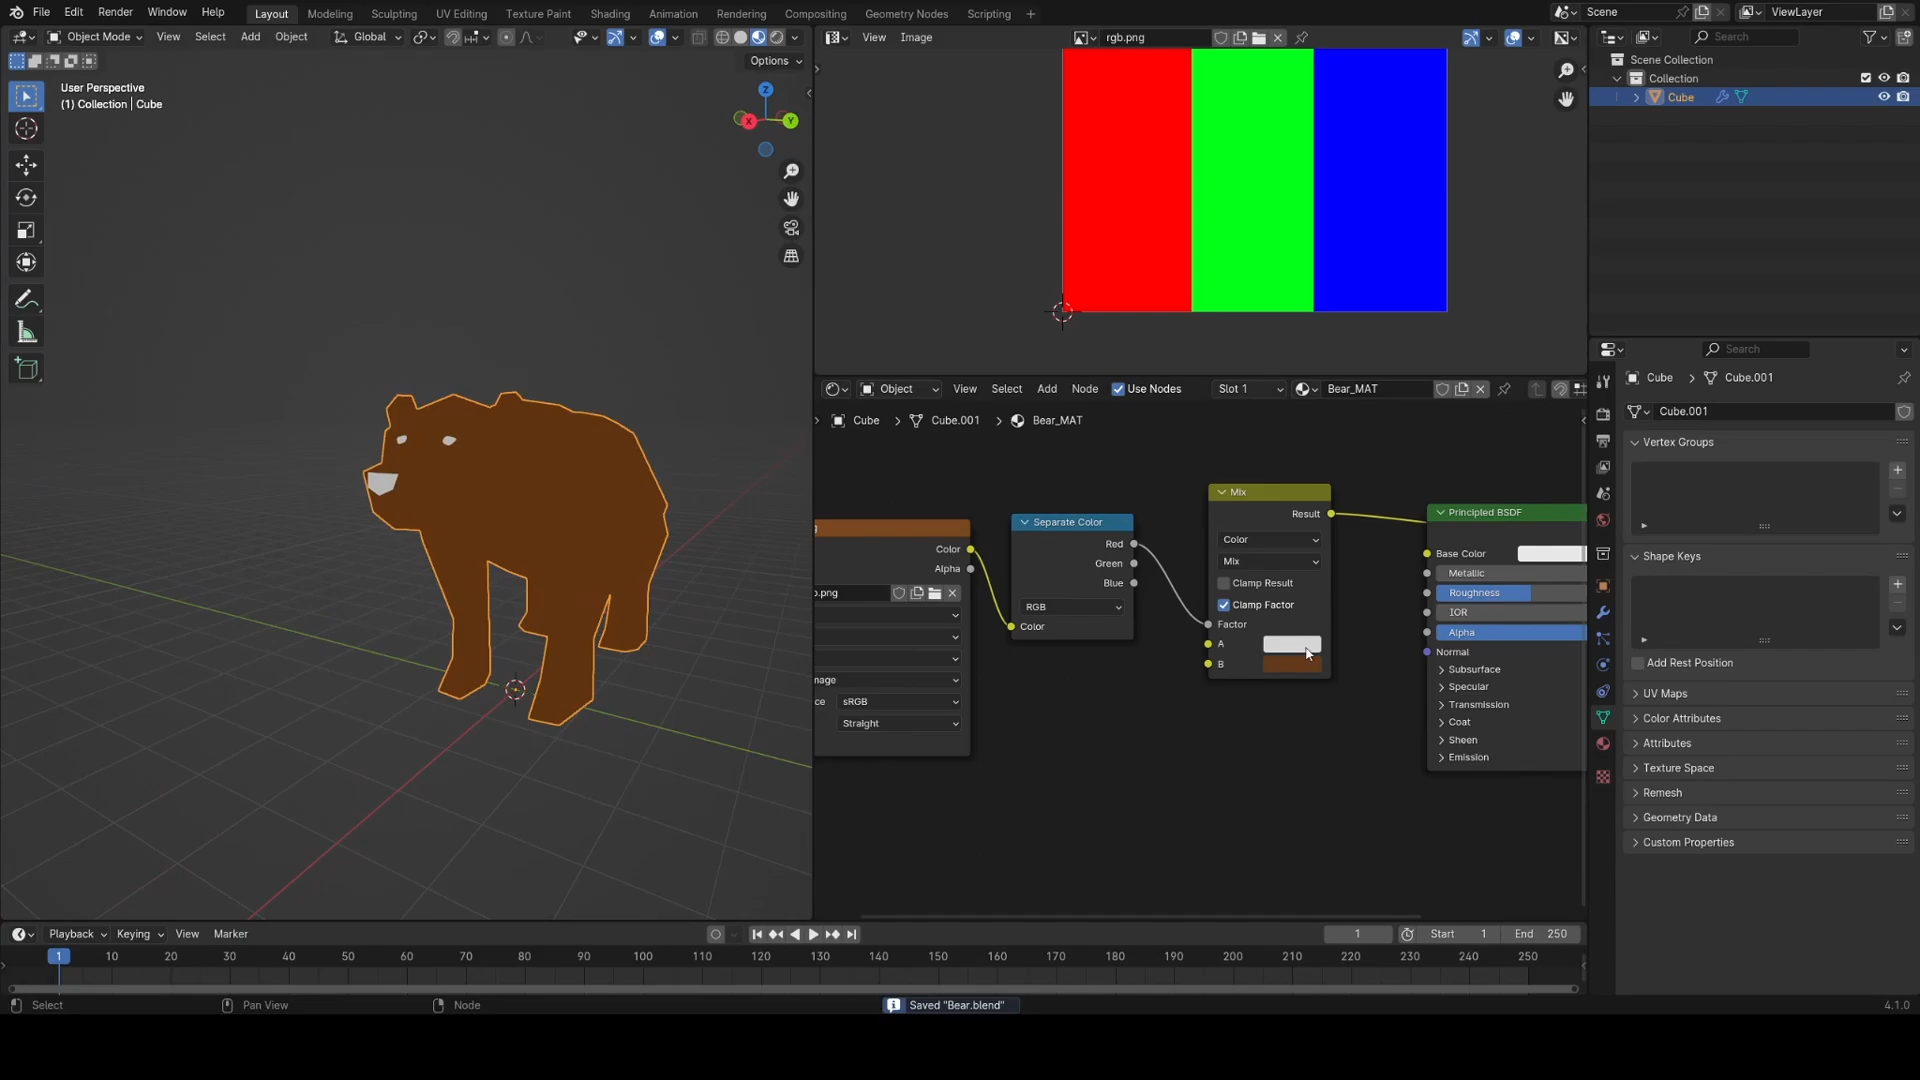 File Edit Render Window Help Layout Modeling Sculpting UV Editing Texture Paint Shading Animation Rendering Compositing Geometry Nodes Scripting + Scene ViewLayer
Object Mode View Select Add Object Global
View Image rgb.png
Search
Options
User Perspective
(1) Collection | Cube
Z
X
Y
Scene Collection
Collection
Cube
Object View Select Add Node Use Nodes Slot 1 Bear_MAT
Cube > Cube.001 > Bear_MAT
Color
Alpha
.png
sRGB
Straight
Separate Color
Red
Green
Blue
RGB
Color
Mix
Result
Color
Mix
Clamp Result
Clamp Factor
Factor
A
B
Principled BSDF
Base Color
Metallic
Roughness
IOR
Alpha
Normal
Subsurface
Specular
Transmission
Coat
Sheen
Emission
Search
Cube > Cube.001
Cube.001
Vertex Groups
Shape Keys
Add Rest Position
UV Maps
Color Attributes
Attributes
Texture Space
Remesh
Geometry Data
Custom Properties
Playback Keying View Marker 1 Start 1 End 250
1 10 20 30 40 50 60 70 80 90 100 110 120 130 140 150 160 170 180 190 200 210 220 230 240 250
Select Pan View Node Saved "Bear.blend" 4.1.0